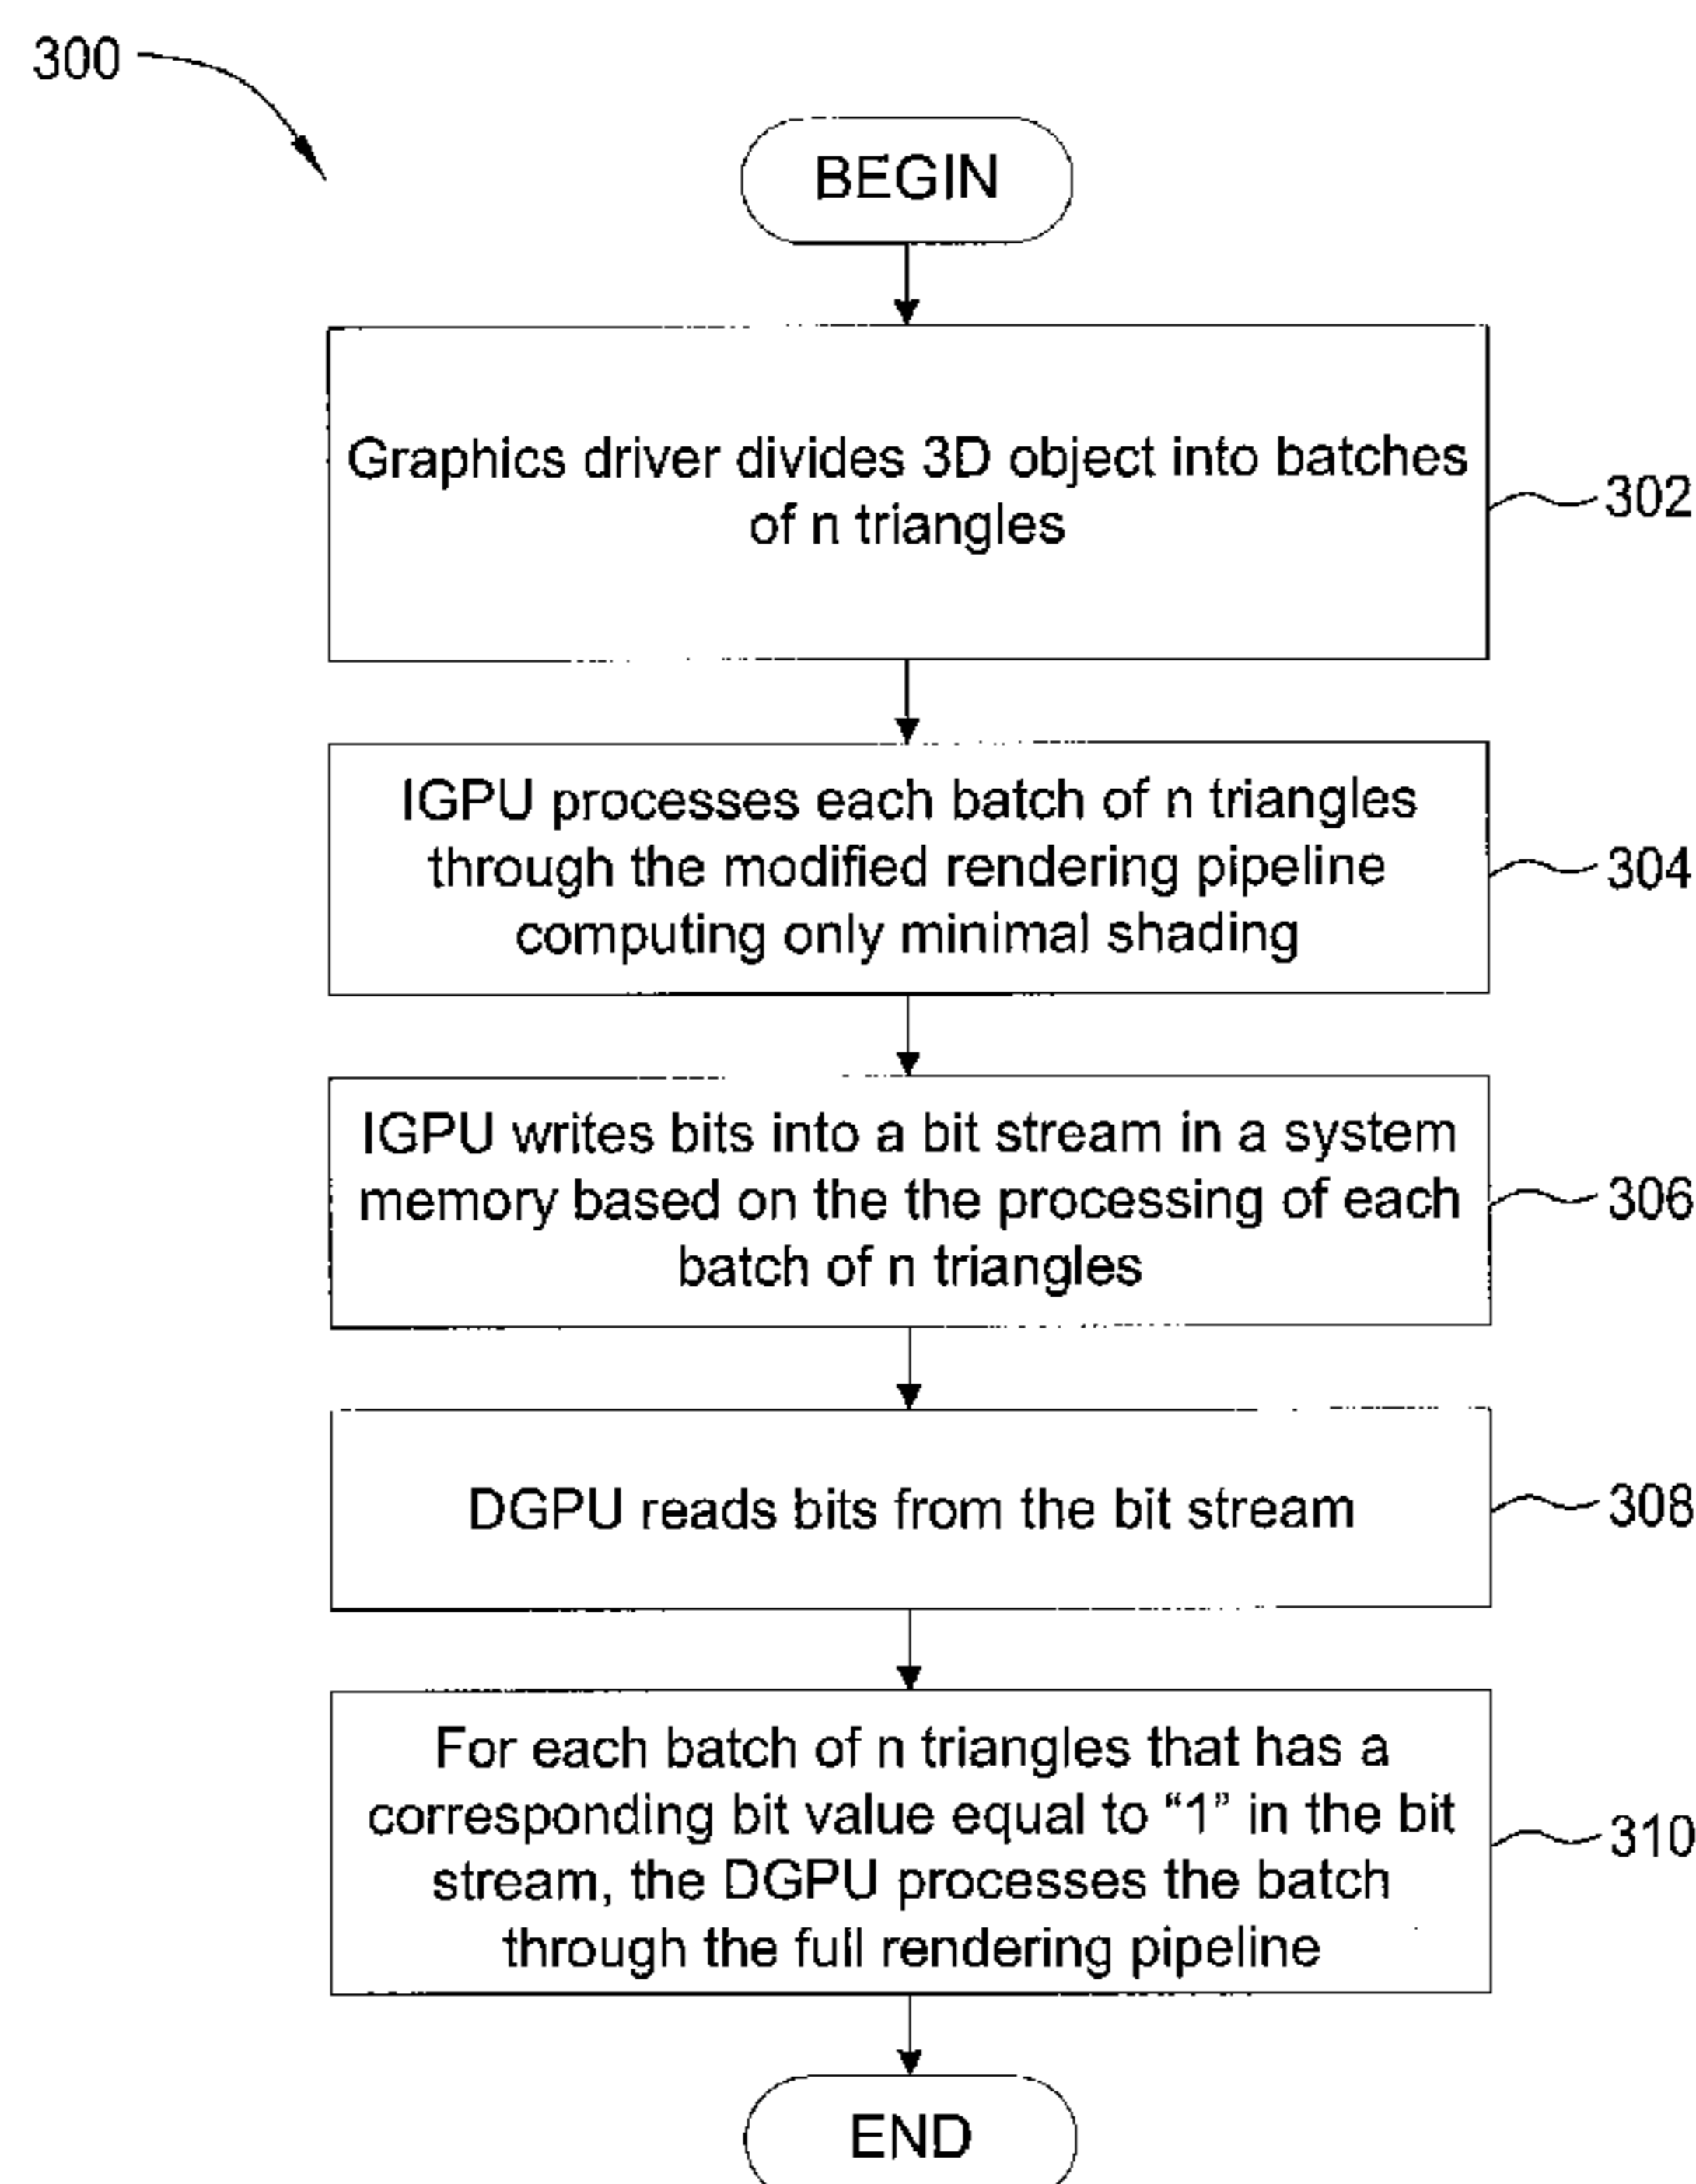 300
BEGIN
Graphics driver divides 3D object into batches
of n triangles
302
IGPU processes each batch of n triangles
through the modified rendering pipeline
computing only minimal shading
304
IGPU writes bits into a bit stream in a system
memory based on the the processing of each
batch of n triangles
306
DGPU reads bits from the bit stream
308
For each batch of n triangles that has a
corresponding bit value equal to “1” in the bit
stream, the DGPU processes the batch
through the full rendering pipeline
310
END